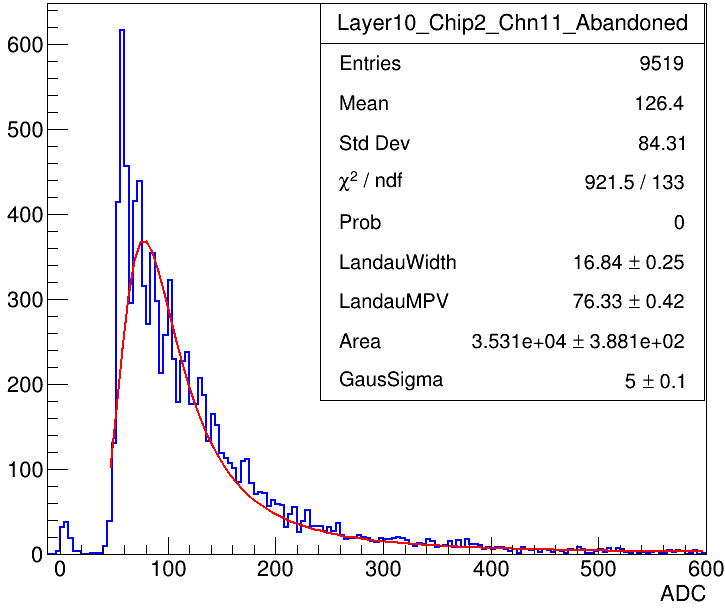 Layer10_Chip2_Chn11_Abandoned
Entries 9519
Mean 126.4
Std Dev 84.31
χ² / ndf 921.5 / 133
Prob 0
LandauWidth 16.84 ± 0.25
LandauMPV 76.33 ± 0.42
Area 3.531e+04 ± 3.881e+02
GausSigma 5 ± 0.1
600
500
400
300
200
100
0
0 100 200 300 400 500 600
ADC